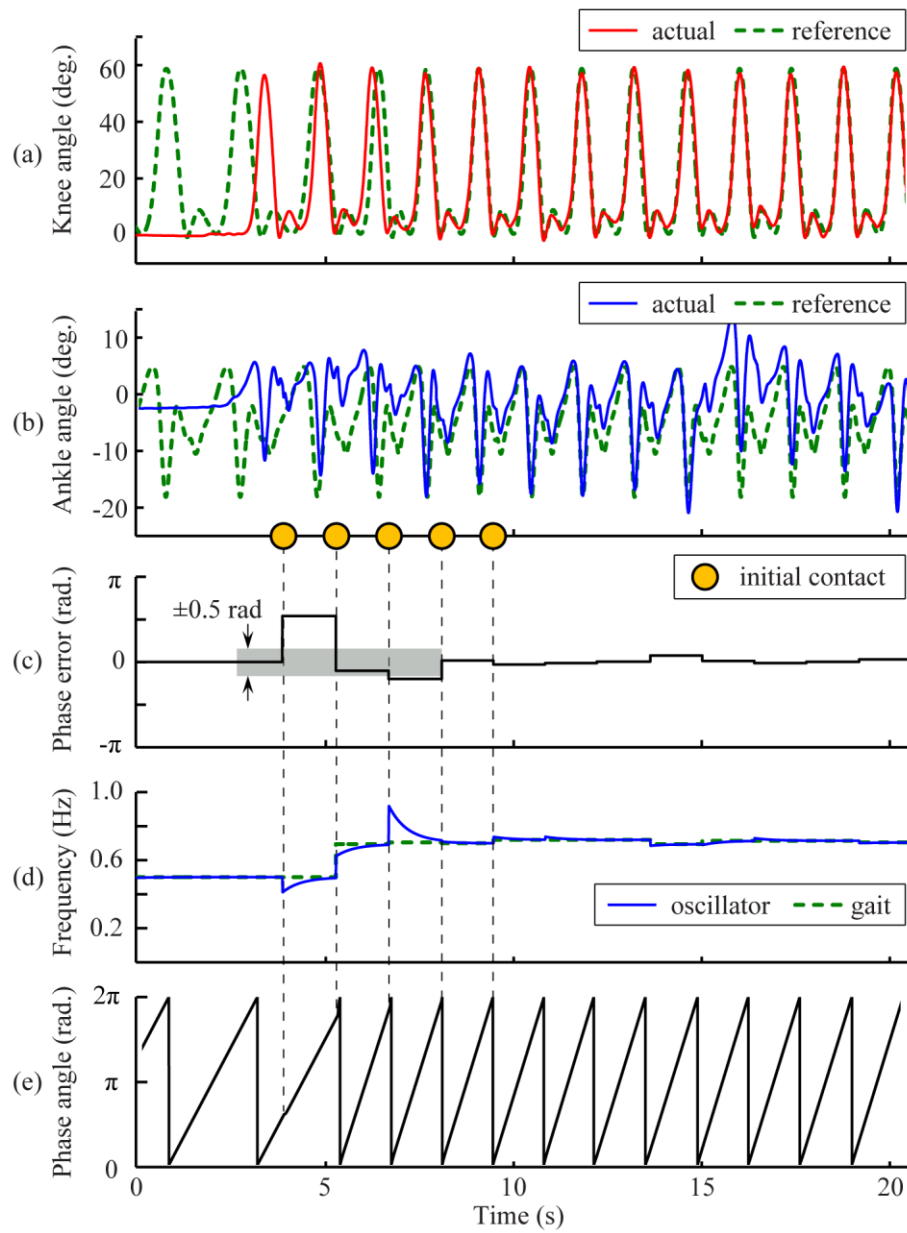 actual reference
60
40
20
0
Knee angle (deg.)
(a)
actual reference
10
0
-10
-20
Ankle angle (deg.)
(b)
initial contact
π
0
-π
±0.5 rad
Phase error (rad.)
(c)
1.0
0.6
0.2
Frequency (Hz)
(d)
oscillator gait
2π
π
0
Phase angle (rad.)
(e)
0 5 10 15 20
Time (s)